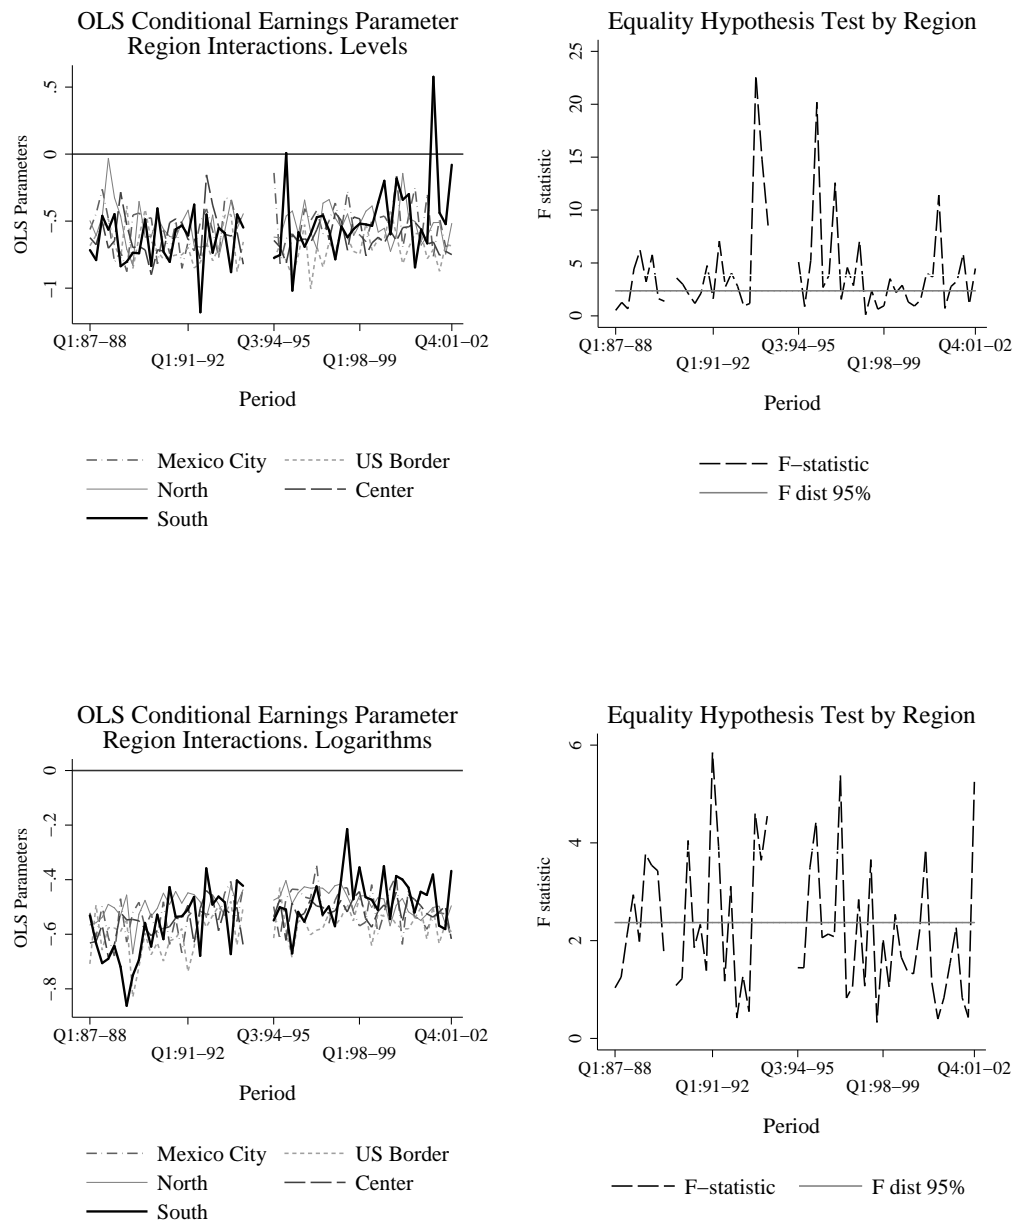 OLS Conditional Earnings Parameter
Region Interactions. Levels
OLS Parameters
.5
0
−.5
−1
Q1:87−88
Q1:91−92
Q3:94−95
Q1:98−99
Q4:01−02
Period
Mexico City
US Border
North
Center
South
Equality Hypothesis Test by Region
F statistic
25
20
15
10
5
0
Q1:87−88
Q1:91−92
Q3:94−95
Q1:98−99
Q4:01−02
Period
F−statistic
F dist 95%
OLS Conditional Earnings Parameter
Region Interactions. Logarithms
OLS Parameters
0
−.2
−.4
−.6
−.8
Q1:87−88
Q1:91−92
Q3:94−95
Q1:98−99
Q4:01−02
Period
Mexico City
US Border
North
Center
South
Equality Hypothesis Test by Region
F statistic
6
4
2
0
Q1:87−88
Q1:91−92
Q3:94−95
Q1:98−99
Q4:01−02
Period
F−statistic
F dist 95%